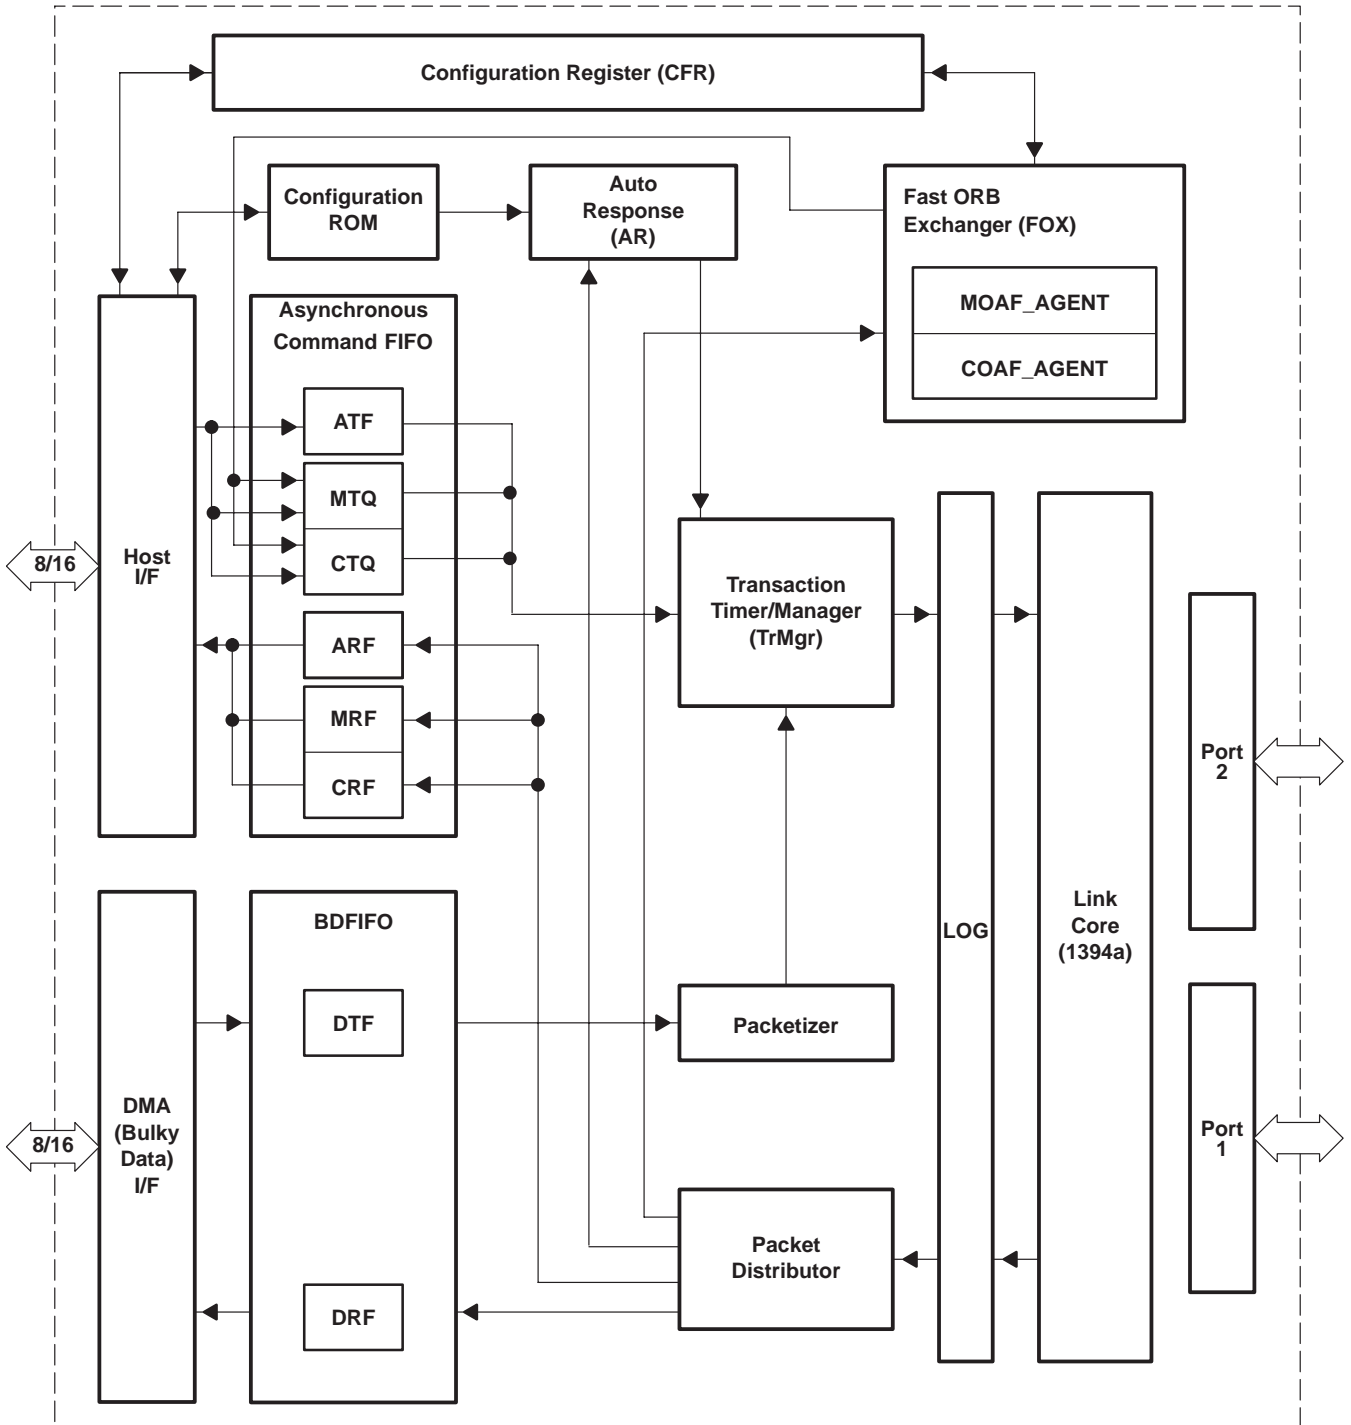 Configuration Register (CFR)
Configuration
ROM
Auto
Response
(AR)
Fast ORB
Exchanger (FOX)
MOAF_AGENT
COAF_AGENT
Asynchronous
Command FIFO
ATF
MTQ
CTQ
ARF
MRF
CRF
8/16
Host
I/F
Transaction
Timer/Manager
(TrMgr)
LOG
Link
Core
(1394a)
Port
2
Port
1
BDFIFO
DTF
DRF
Packetizer
8/16
DMA
(Bulky
Data)
I/F
Packet
Distributor